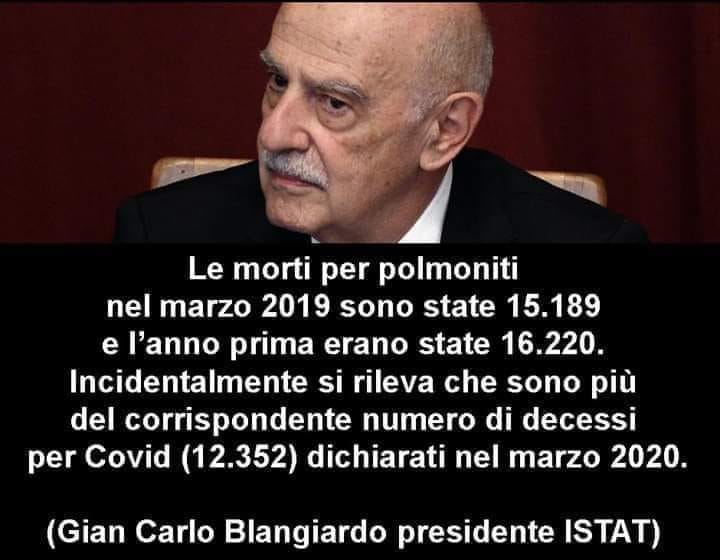 Le morti per polmoniti
nel marzo 2019 sono state 15.189
e l’anno prima erano state 16.220.
Incidentalmente si rileva che sono più
del corrispondente numero di decessi
per Covid (12.352) dichiarati nel marzo 2020.
(Gian Carlo Blangiardo presidente ISTAT)